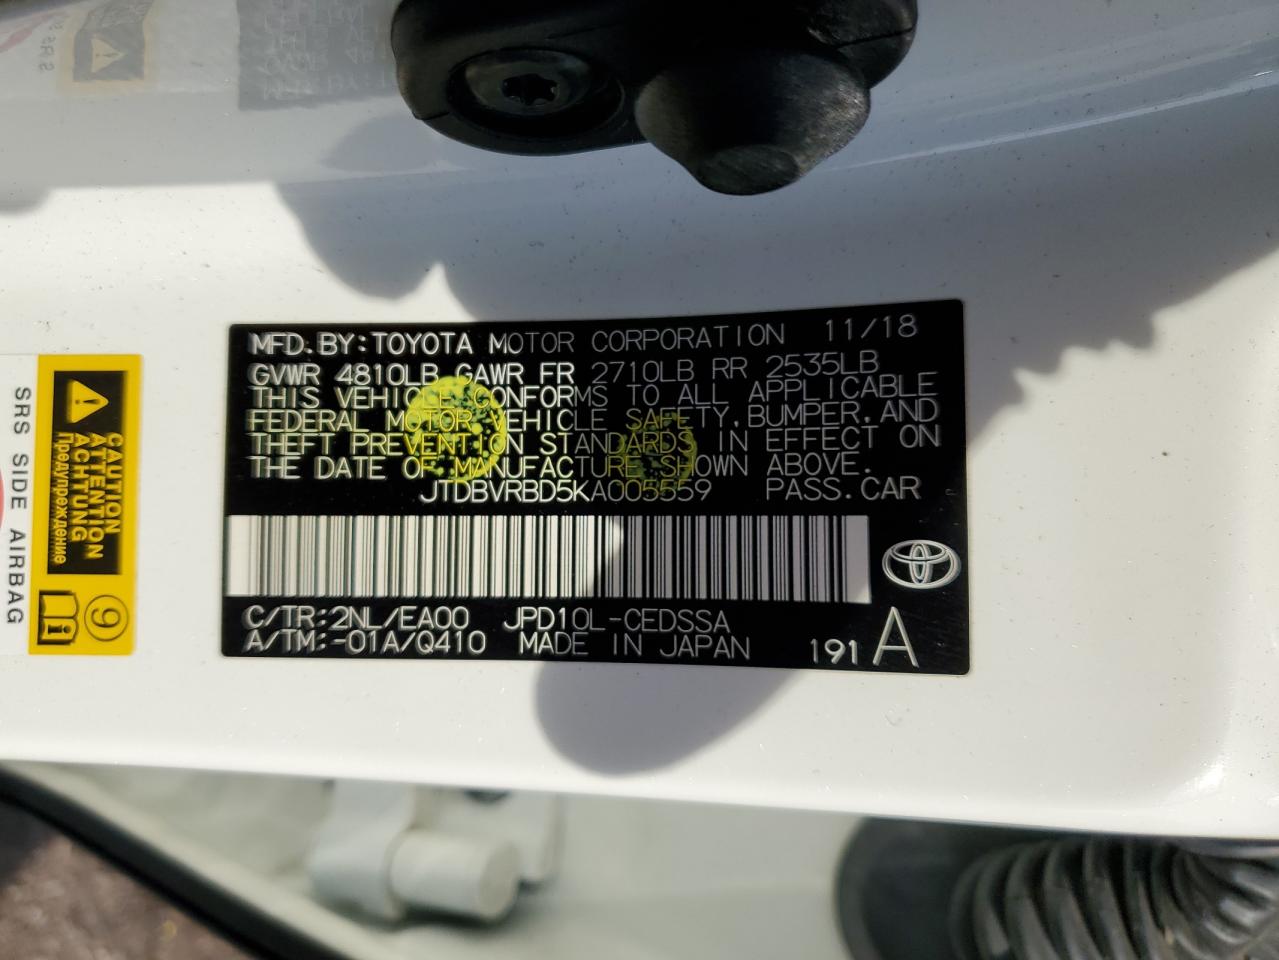 MFD.BY:TOYOTA MOTOR CORPORATION 11/18
GVWR 4810LB GAWR FR 2710LB RR 2535LB
THIS VEHICLE CONFORMS TO ALL APPLICABLE
FEDERAL MOTOR VEHICLE SAFETY,BUMPER,AND
THEFT PREVENTION STANDARDS IN EFFECT ON
THE DATE OF MANUFACTURE SHOWN ABOVE.
JTDBVRBD5KA005559 PASS.CAR
C/TR:2NL/EA00 JPD10L-CEDSSA
A/TM:-01A/Q410 MADE IN JAPAN 191 A
CAUTION
ATTENTION
ACHTUNG
Предупреждение
9
SRS SIDE AIRBAG